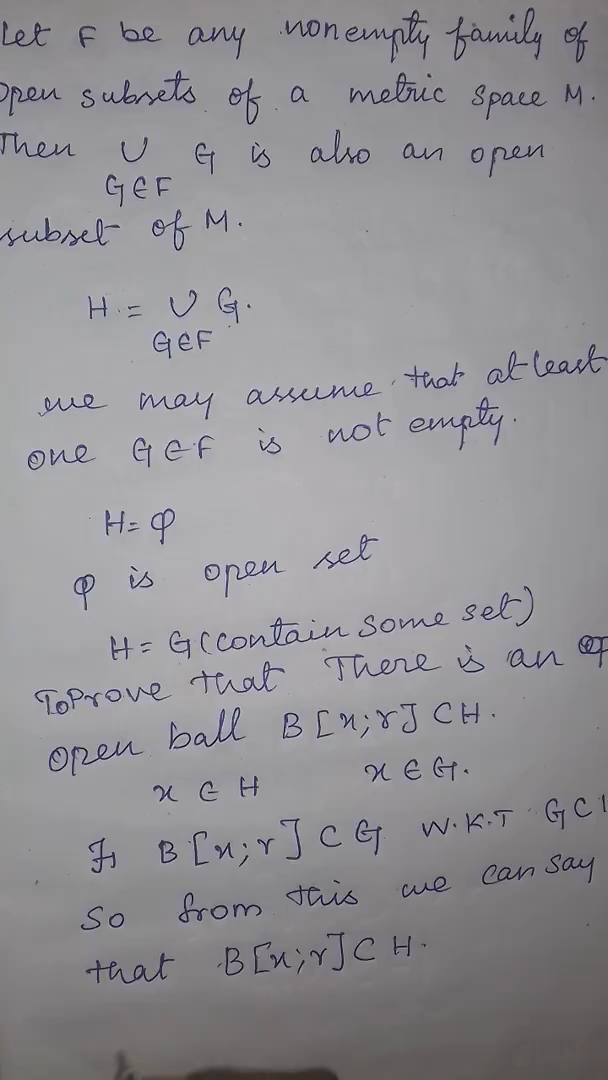 Let F be any nonempty family of
open subsets of a metric space M.
Then ∪ G is also an open
G∈F
subset of M.
H = ∪ G.
G∈F
we may assume that at least
one G∈F is not empty.
H = φ
φ is open set
H = G (contain some set)
To Prove that There is an
open ball B[x;r] ⊂ H.
x ∈ H x ∈ G.
∃ B[x;r] ⊂ G W.K.T G ⊂
So from this we can say
that B[x;r] ⊂ H.